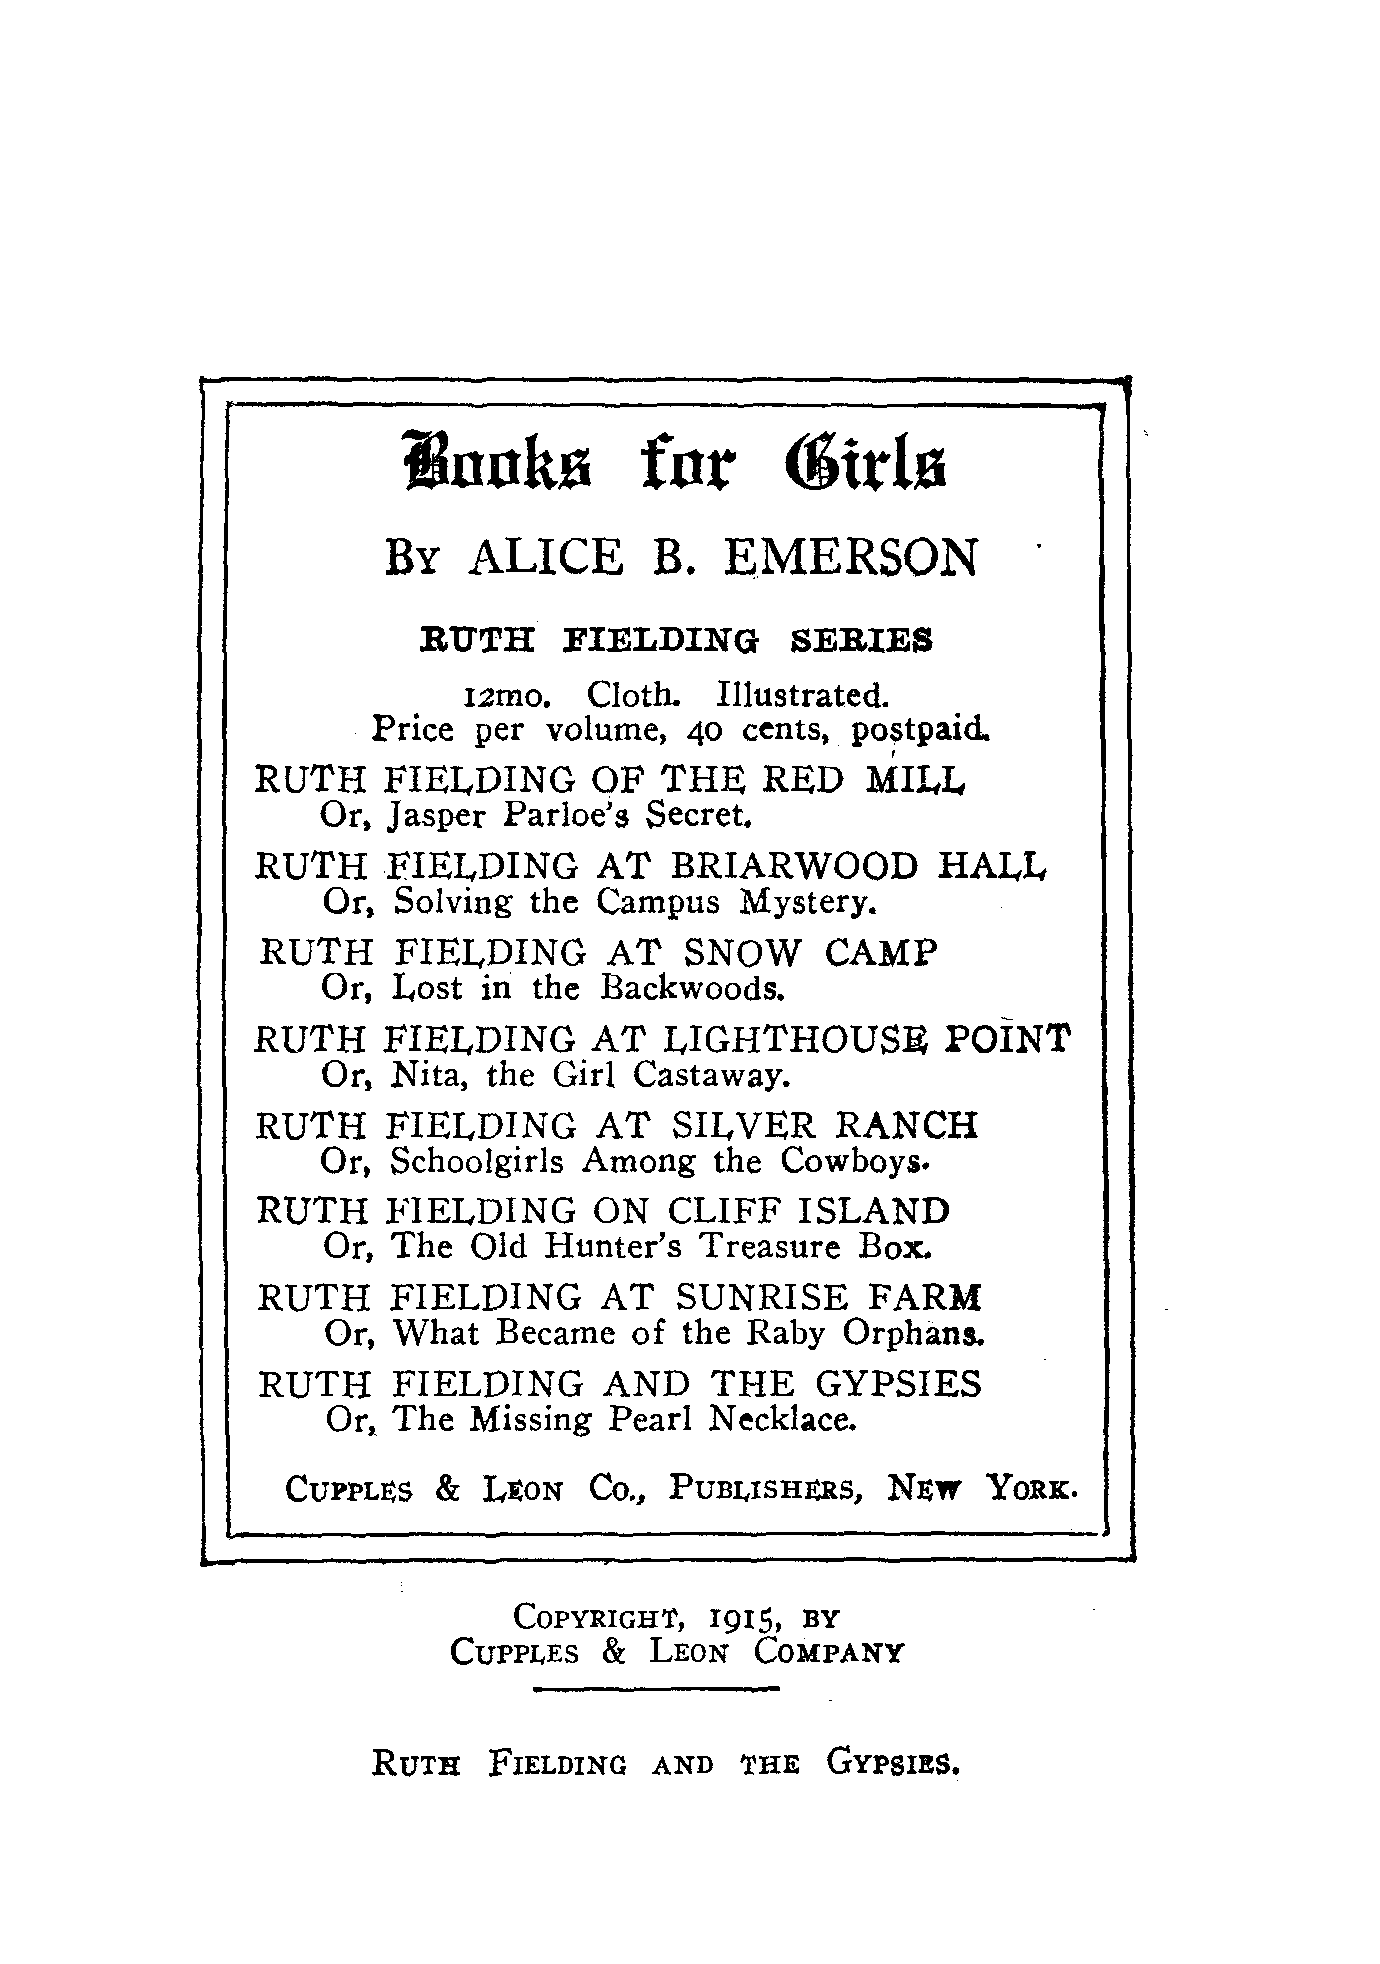 Books for Girls
BY ALICE B. EMERSON
RUTH FIELDING SERIES
12mo. Cloth. Illustrated.
Price per volume, 40 cents, postpaid.
RUTH FIELDING OF THE RED MILL
Or, Jasper Parloe's Secret.
RUTH FIELDING AT BRIARWOOD HALL
Or, Solving the Campus Mystery.
RUTH FIELDING AT SNOW CAMP
Or, Lost in the Backwoods.
RUTH FIELDING AT LIGHTHOUSE POINT
Or, Nita, the Girl Castaway.
RUTH FIELDING AT SILVER RANCH
Or, Schoolgirls Among the Cowboys.
RUTH FIELDING ON CLIFF ISLAND
Or, The Old Hunter's Treasure Box.
RUTH FIELDING AT SUNRISE FARM
Or, What Became of the Raby Orphans.
RUTH FIELDING AND THE GYPSIES
Or, The Missing Pearl Necklace.
CUPPLES & LEON CO., PUBLISHERS, NEW YORK.
COPYRIGHT, 1915, BY
CUPPLES & LEON COMPANY
RUTH FIELDING AND THE GYPSIES.